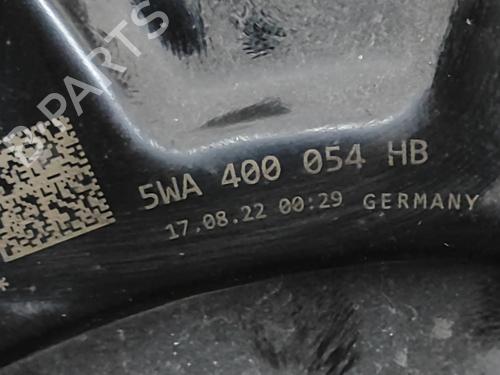 B-PARTS
5WA 400 054 HB
17.08.22 00:29 GERMANY
*